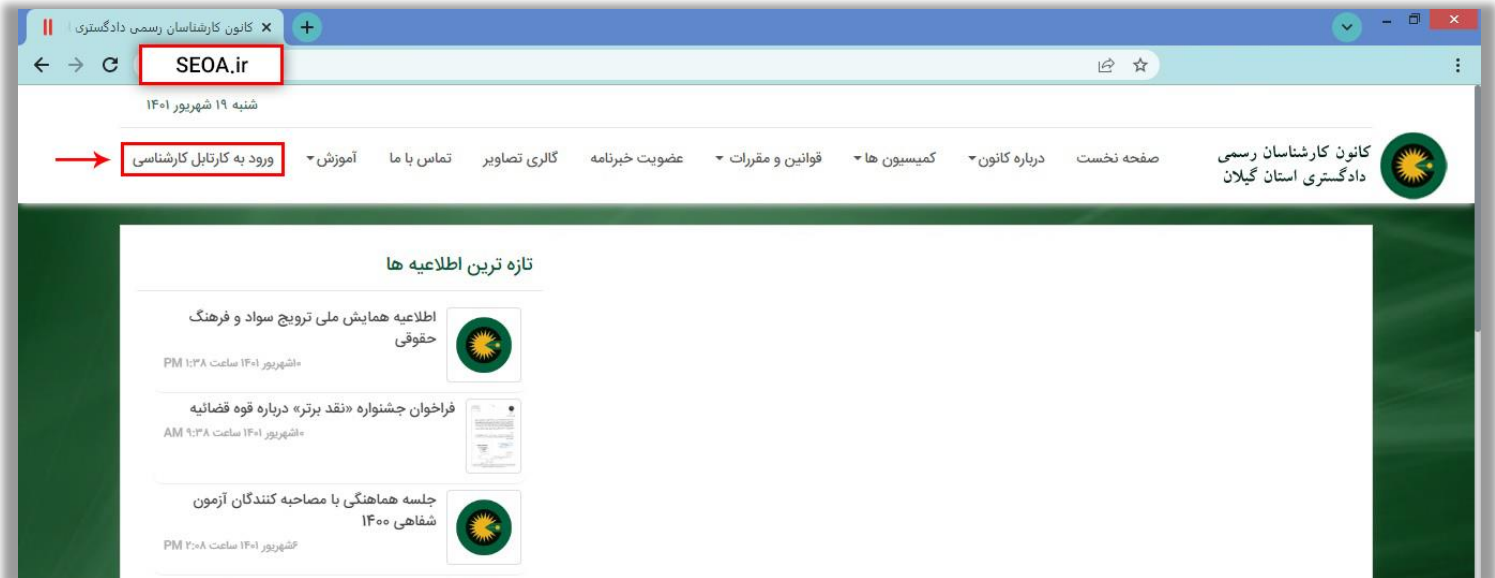 کانون کارشناسان رسمی دادگستری
SEOA.ir
شنبه ۱۹ شهریور ۱۴۰۱
کانون کارشناسان رسمی
دادگستری استان گیلان
صفحه نخست
درباره کانون
کمیسیون ها
قوانین و مقررات
عضویت خبرنامه
گالری تصاویر
تماس با ما
آموزش
ورود به کارتابل کارشناسی
تازه ترین اطلاعیه ها
اطلاعیه همایش ملی ترویج سواد و فرهنگ
حقوقی
۱۰شهریور ۱۴۰۱ ساعت ۱:۳۸ PM
فراخوان جشنواره «نقد برتر» درباره قوه قضائیه
۱۰شهریور ۱۴۰۱ ساعت ۹:۳۸ AM
جلسه هماهنگی با مصاحبه کنندگان آزمون
شفاهی ۱۴۰۰
۶شهریور ۱۴۰۱ ساعت ۲:۰۸ PM